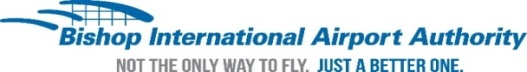 Bishop International Airport Authority
NOT THE ONLY WAY TO FLY. JUST A BETTER ONE.